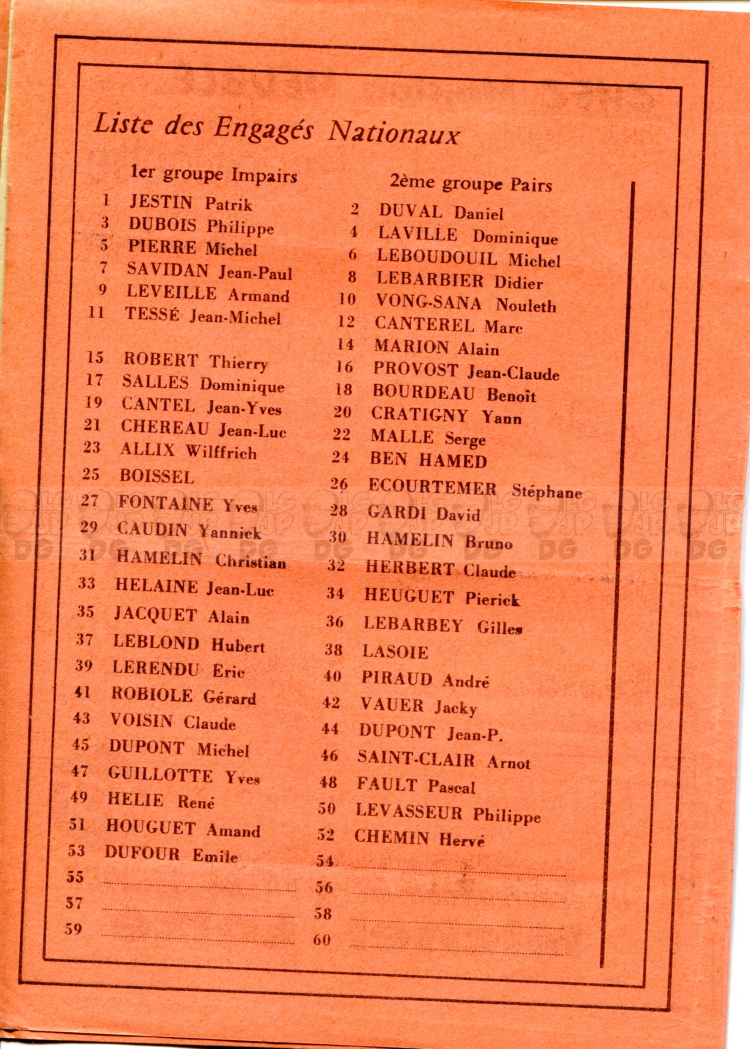 Liste des Engagés Nationaux
1er groupe Impairs
1 JESTIN Patrik
3 DUBOIS Philippe
5 PIERRE Michel
7 SAVIDAN Jean-Paul
9 LEVEILLE Armand
11 TESSÉ Jean-Michel
15 ROBERT Thierry
17 SALLES Dominique
19 CANTEL Jean-Yves
21 CHEREAU Jean-Luc
23 ALLIX Wilffrich
25 BOISSEL
27 FONTAINE Yves
29 CAUDIN Yannick
31 HAMELIN Christian
33 HELAINE Jean-Luc
35 JACQUET Alain
37 LEBLOND Hubert
39 LERENDU Eric
41 ROBIOLE Gérard
43 VOISIN Claude
45 DUPONT Michel
47 GUILLOTTE Yves
49 HELIE René
51 HOUGUET Amand
53 DUFOUR Emile
55
57
59
2ème groupe Pairs
2 DUVAL Daniel
4 LAVILLE Dominique
6 LEBOUDOUIL Michel
8 LEBARBIER Didier
10 VONG-SANA Nouleth
12 CANTEREL Marc
14 MARION Alain
16 PROVOST Jean-Claude
18 BOURDEAU Benoît
20 CRATIGNY Yann
22 MALLE Serge
24 BEN HAMED
26 ECOURTEMER Stéphane
28 GARDI David
30 HAMELIN Bruno
32 HERBERT Claude
34 HEUGUET Pierick
36 LEBARBEY Gilles
38 LASOIE
40 PIRAUD André
42 VAUER Jacky
44 DUPONT Jean-P.
46 SAINT-CLAIR Arnot
48 FAULT Pascal
50 LEVASSEUR Philippe
52 CHEMIN Hervé
54
56
58
60